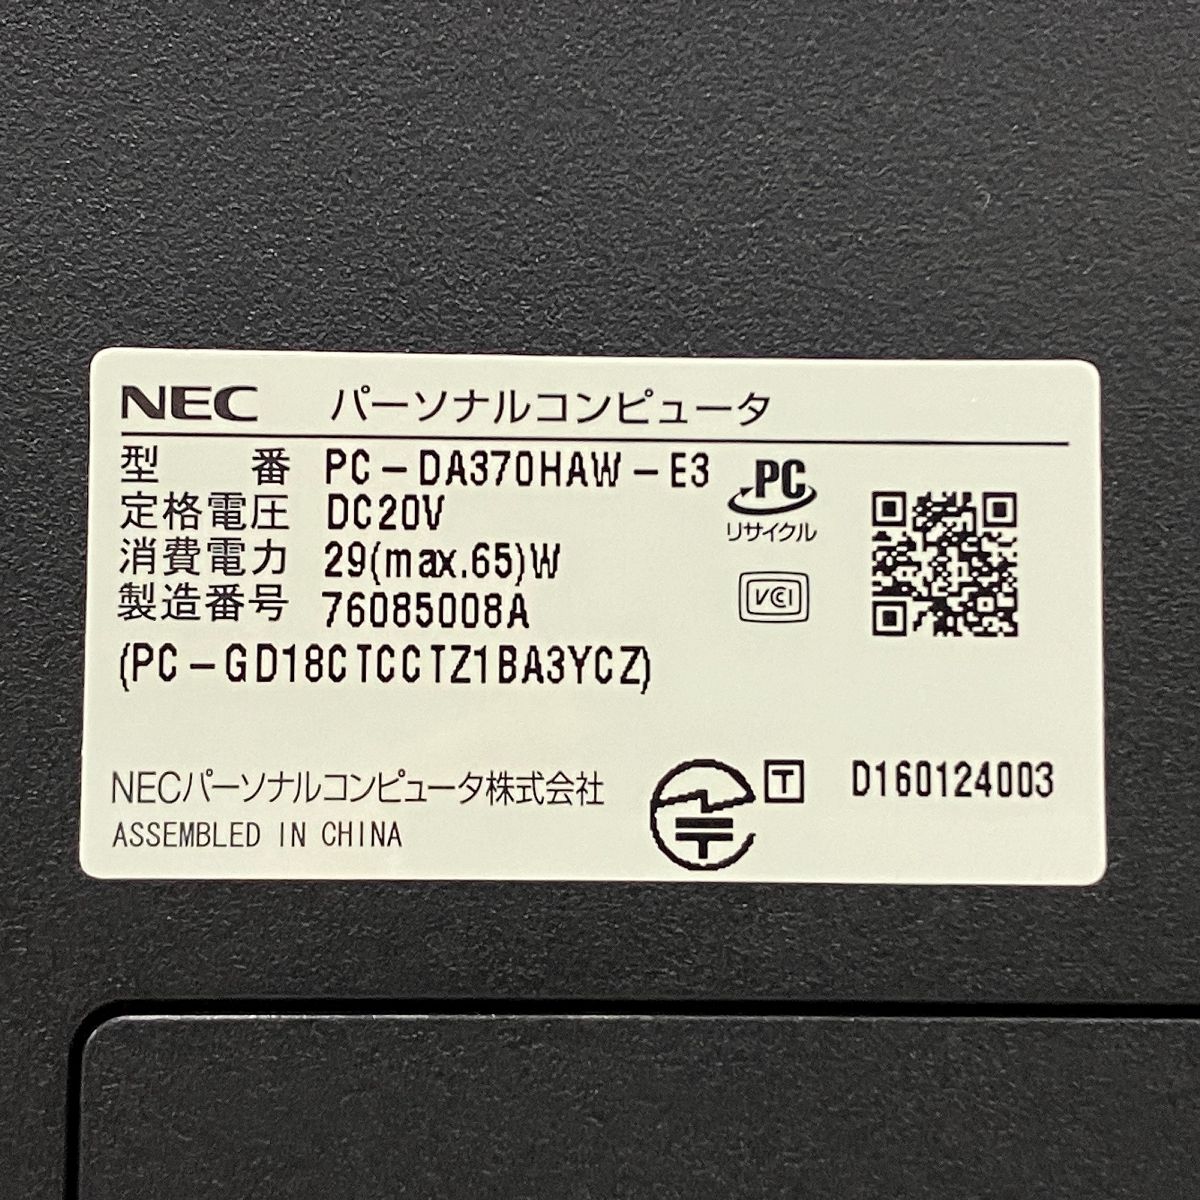 NEC パーソナルコンピュータ
型 番 PC-DA370HAW-E3
定格電圧 DC20V
消費電力 29(max.65)W
製造番号 76085008A
(PC-GD18CTCCTZ1BA3YCZ)
PC
リサイクル
VCI
NECパーソナルコンピュータ株式会社
ASSEMBLED IN CHINA
T D160124003